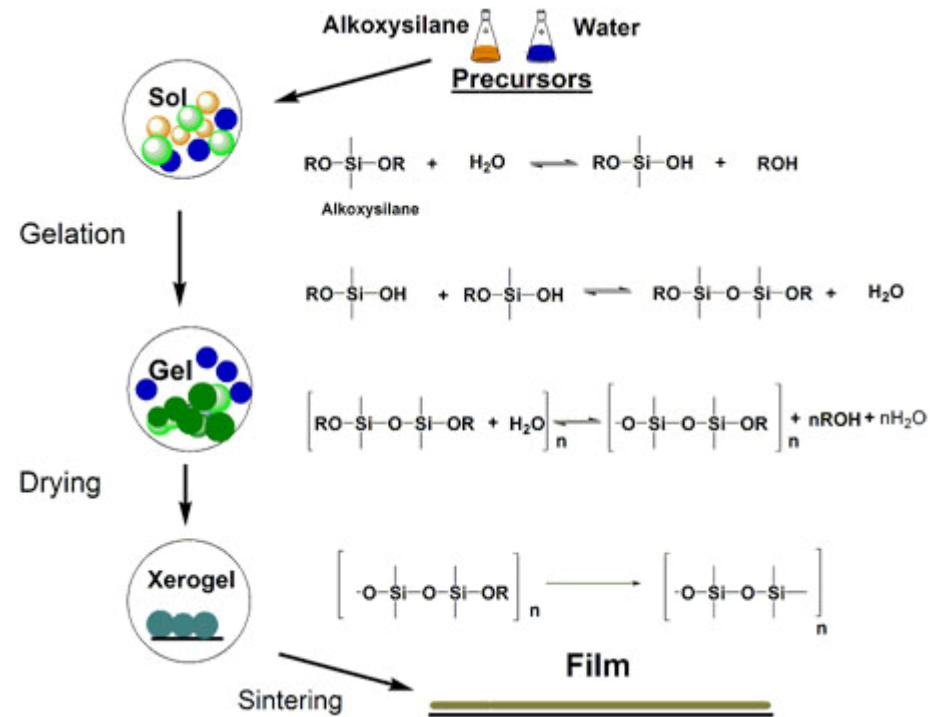 Alkoxysilane Water
Precursors
Sol
RO-Si-OR + H₂O ⇌ RO-Si-OH + ROH
Alkoxysilane
Gelation
RO-Si-OH + RO-Si-OH ⇌ RO-Si-O-Si-OR + H₂O
Gel
[RO-Si-O-Si-OR + H₂O]n ⇌ [-O-Si-O-Si-OR]n + nROH + nH₂O
Drying
Xerogel
[-O-Si-O-Si-OR]n → [-O-Si-O-Si-]n
Film
Sintering